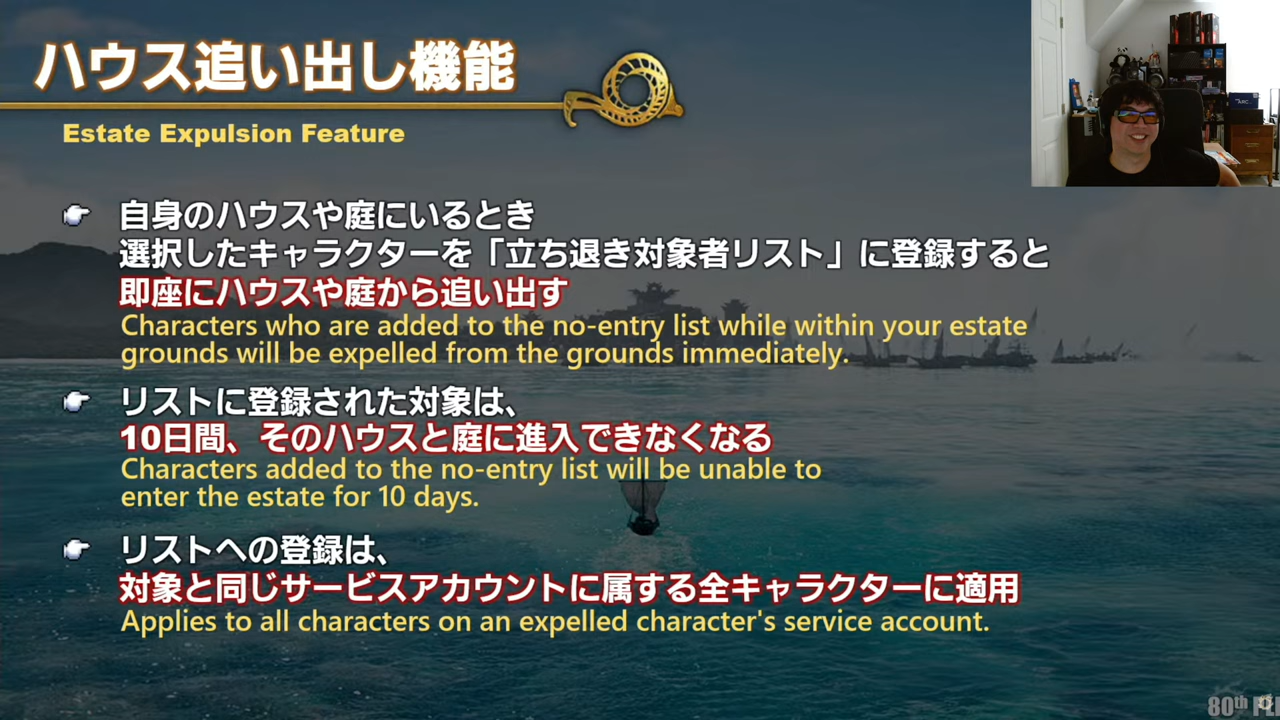 ハウス追い出し機能
Estate Expulsion Feature
自身のハウスや庭にいるとき
選択したキャラクターを「立ち退き対象者リスト」に登録すると
即座にハウスや庭から追い出す
Characters who are added to the no-entry list while within your estate
grounds will be expelled from the grounds immediately.
リストに登録された対象は、
10日間、そのハウスと庭に進入できなくなる
Characters added to the no-entry list will be unable to
enter the estate for 10 days.
リストへの登録は、
対象と同じサービスアカウントに属する全キャラクターに適用
Applies to all characters on an expelled character's service account.
80th